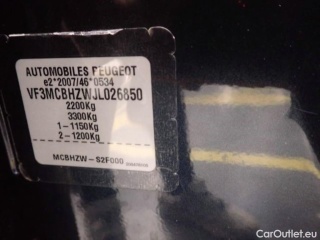 AUTOMOBILES PEUGEOT
e2*2007/46*0534
VF3MCBHZWJL026850
2200Kg
3300Kg
1-1150Kg
2-1200Kg
MCBHZW-S2F000
CarOutlet.eu